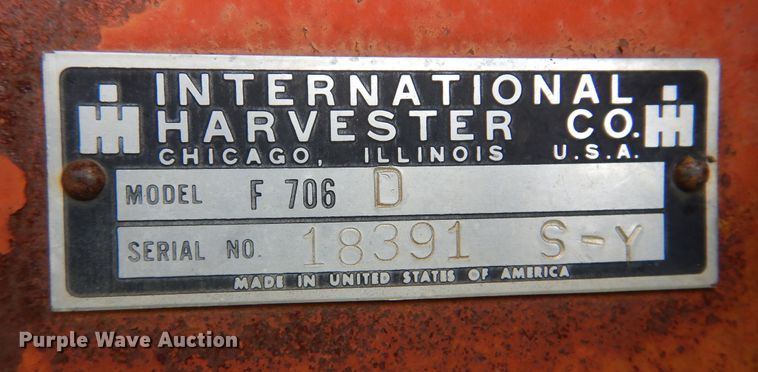 INTERNATIONAL
HARVESTER CO.
CHICAGO, ILLINOIS U.S.A.
MODEL F 706 D
SERIAL NO. 18391 S-Y
MADE IN UNITED STATES OF AMERICA
Purple Wave Auction